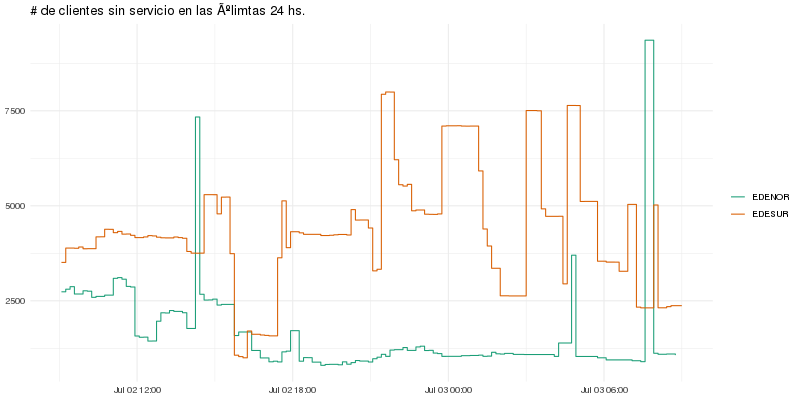 # de clientes sin servicio en las Ãºlimtas 24 hs.
7500
5000
2500
Jul 02 12:00
Jul 02 18:00
Jul 03 00:00
Jul 03 06:00
EDENOR
EDESUR